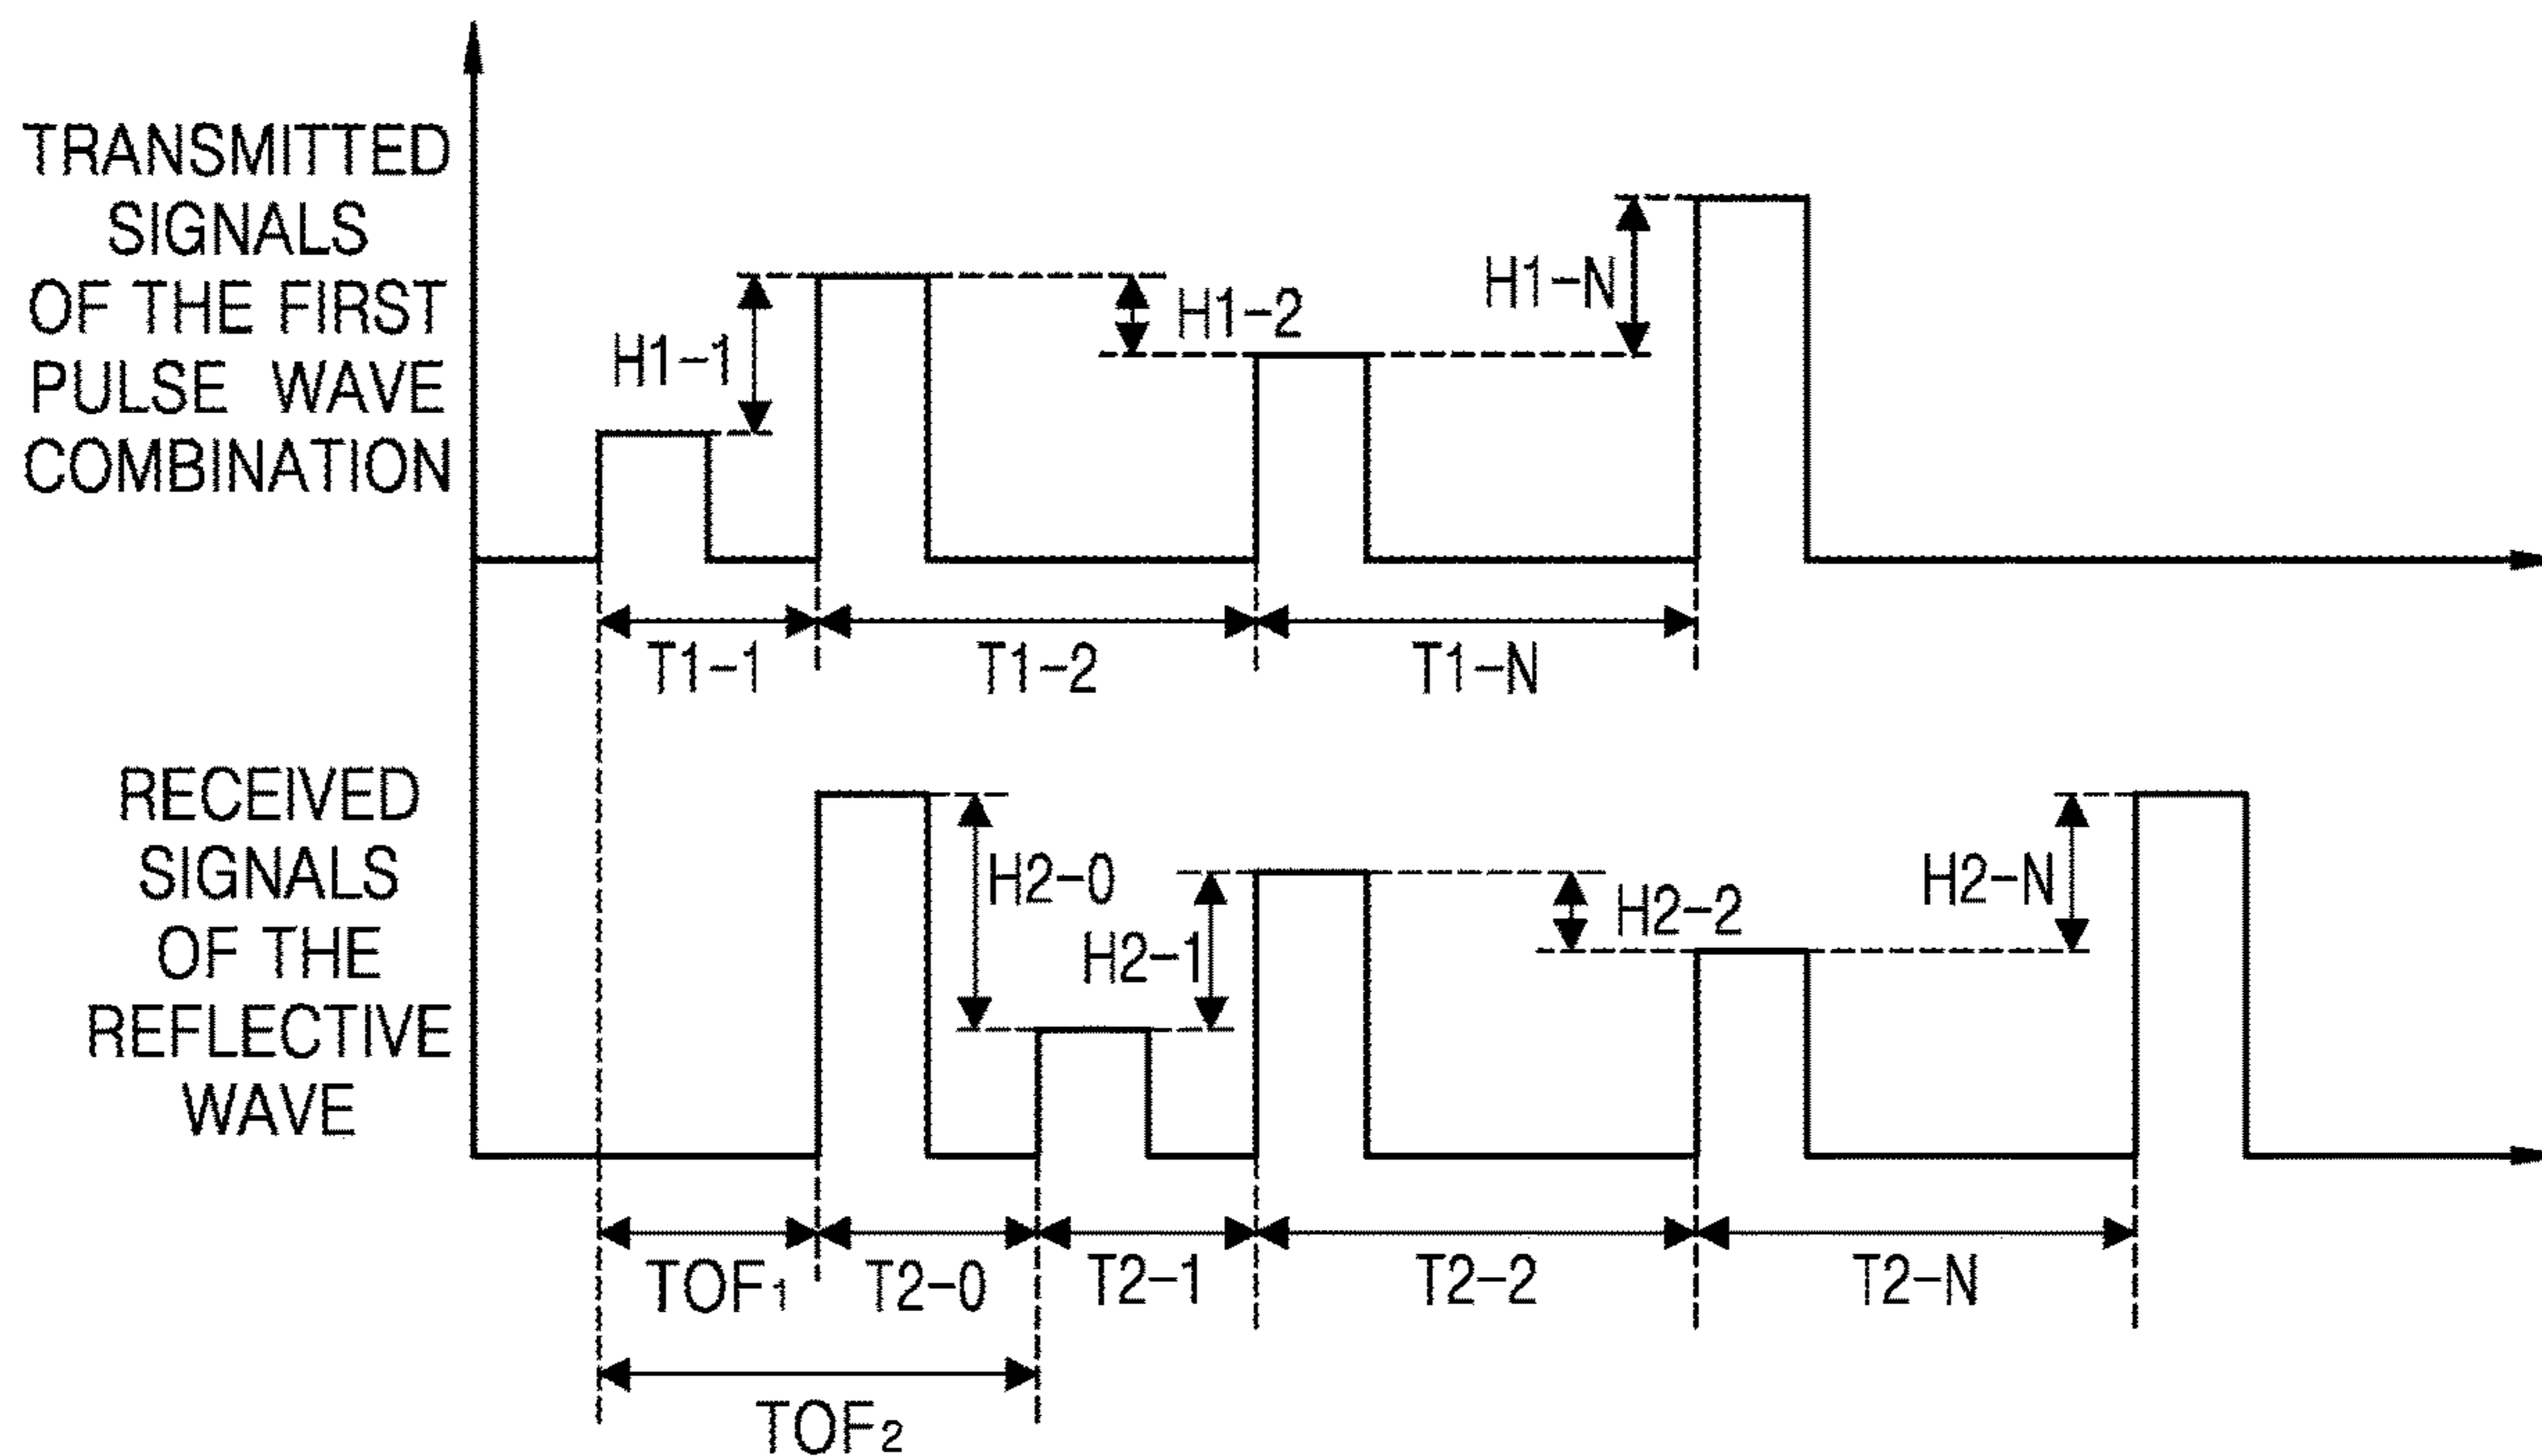 TRANSMITTED
SIGNALS
OF THE FIRST
PULSE WAVE
COMBINATION
H1-1
H1-2
H1-N
T1-1
T1-2
T1-N
RECEIVED
SIGNALS
OF THE
REFLECTIVE
WAVE
H2-0
H2-1
H2-2
H2-N
TOF1
T2-0
T2-1
T2-2
T2-N
TOF2